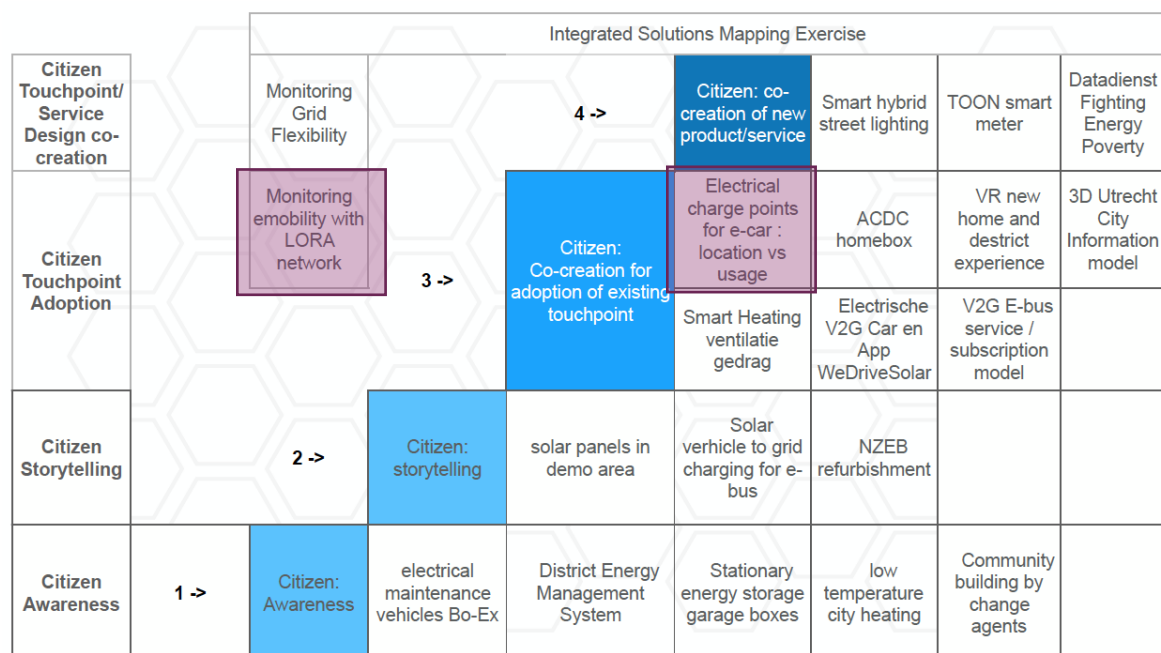 Integrated Solutions Mapping Exercise
Citizen
Touchpoint/
Service
Design co-
creation
Monitoring
Grid
Flexibility
4 ->
Citizen: co-
creation of new
product/service
Smart hybrid
street lighting
TOON smart
meter
Datadienst
Fighting
Energy
Poverty
Citizen
Touchpoint
Adoption
Monitoring
emobility with
LORA
network
3 ->
Citizen:
Co-creation for
adoption of existing
touchpoint
Electrical
charge points
for e-car :
location vs
usage
ACDC
homebox
VR new
home and
destrict
experience
3D Utrecht
City
Information
model
Smart Heating
ventilatie
gedrag
Electrische
V2G Car en
App
WeDriveSolar
V2G E-bus
service /
subscription
model
Citizen
Storytelling
2 ->
Citizen:
storytelling
solar panels in
demo area
Solar
verhicle to grid
charging for e-
bus
NZEB
refurbishment
Citizen
Awareness
1 ->
Citizen:
Awareness
electrical
maintenance
vehicles Bo-Ex
District Energy
Management
System
Stationary
energy storage
garage boxes
low
temperature
city heating
Community
building by
change
agents